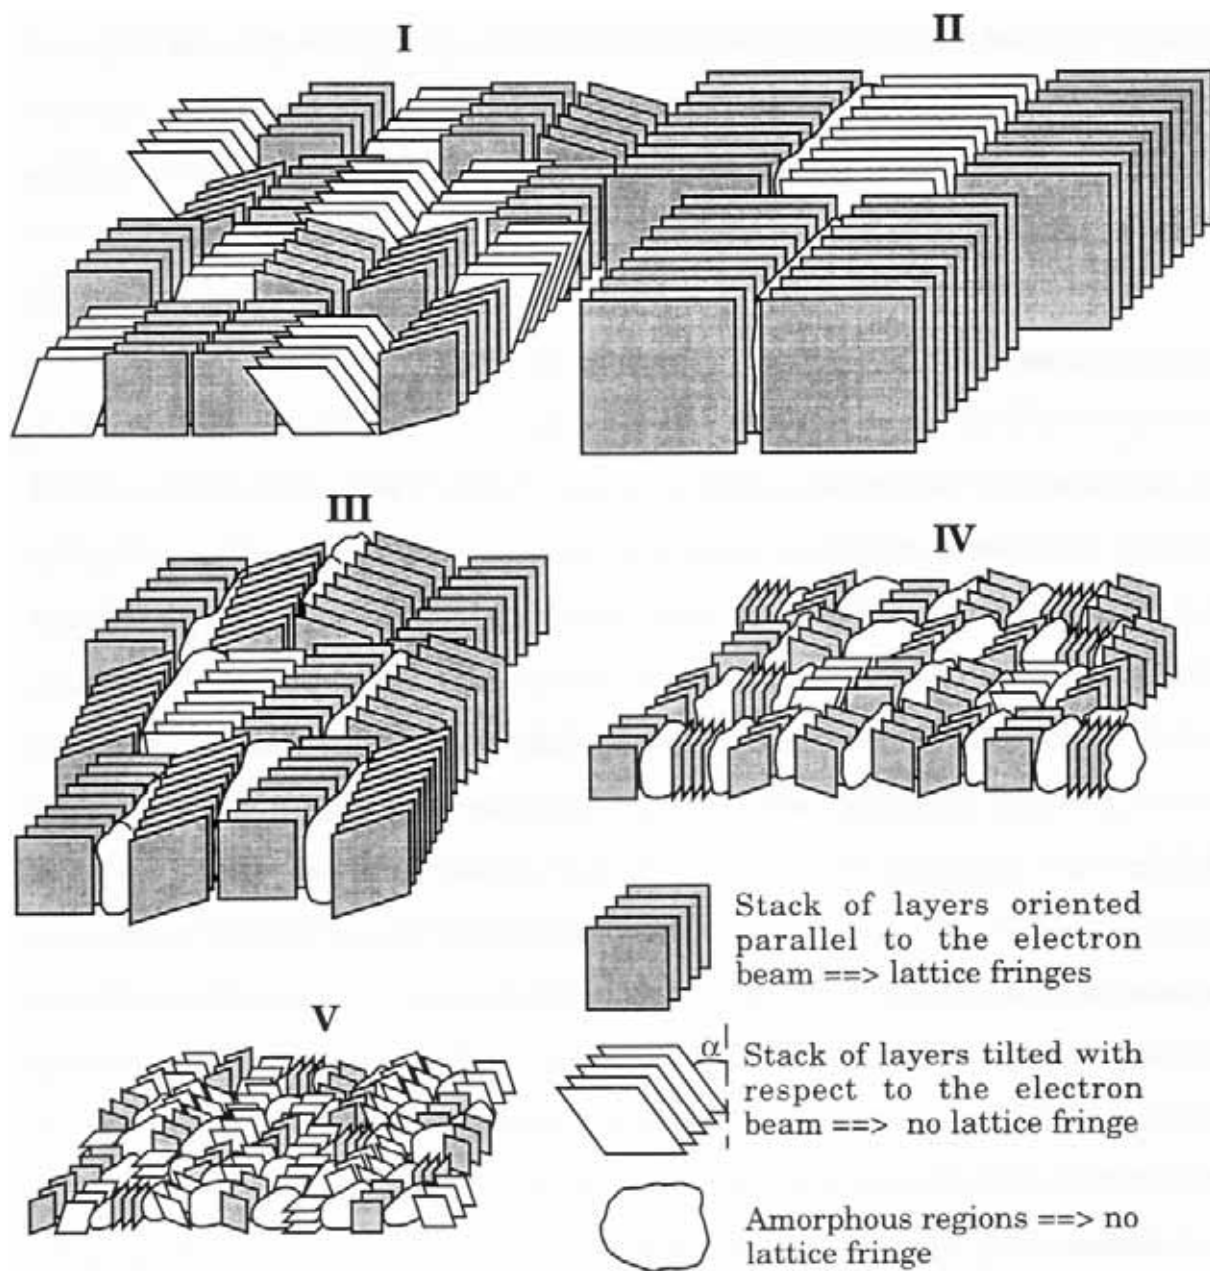 I
II
III
IV
Stack of layers oriented
parallel to the electron
beam ==> lattice fringes
V
α
Stack of layers tilted with
respect to the electron
beam ==> no lattice fringe
Amorphous regions ==> no
lattice fringe